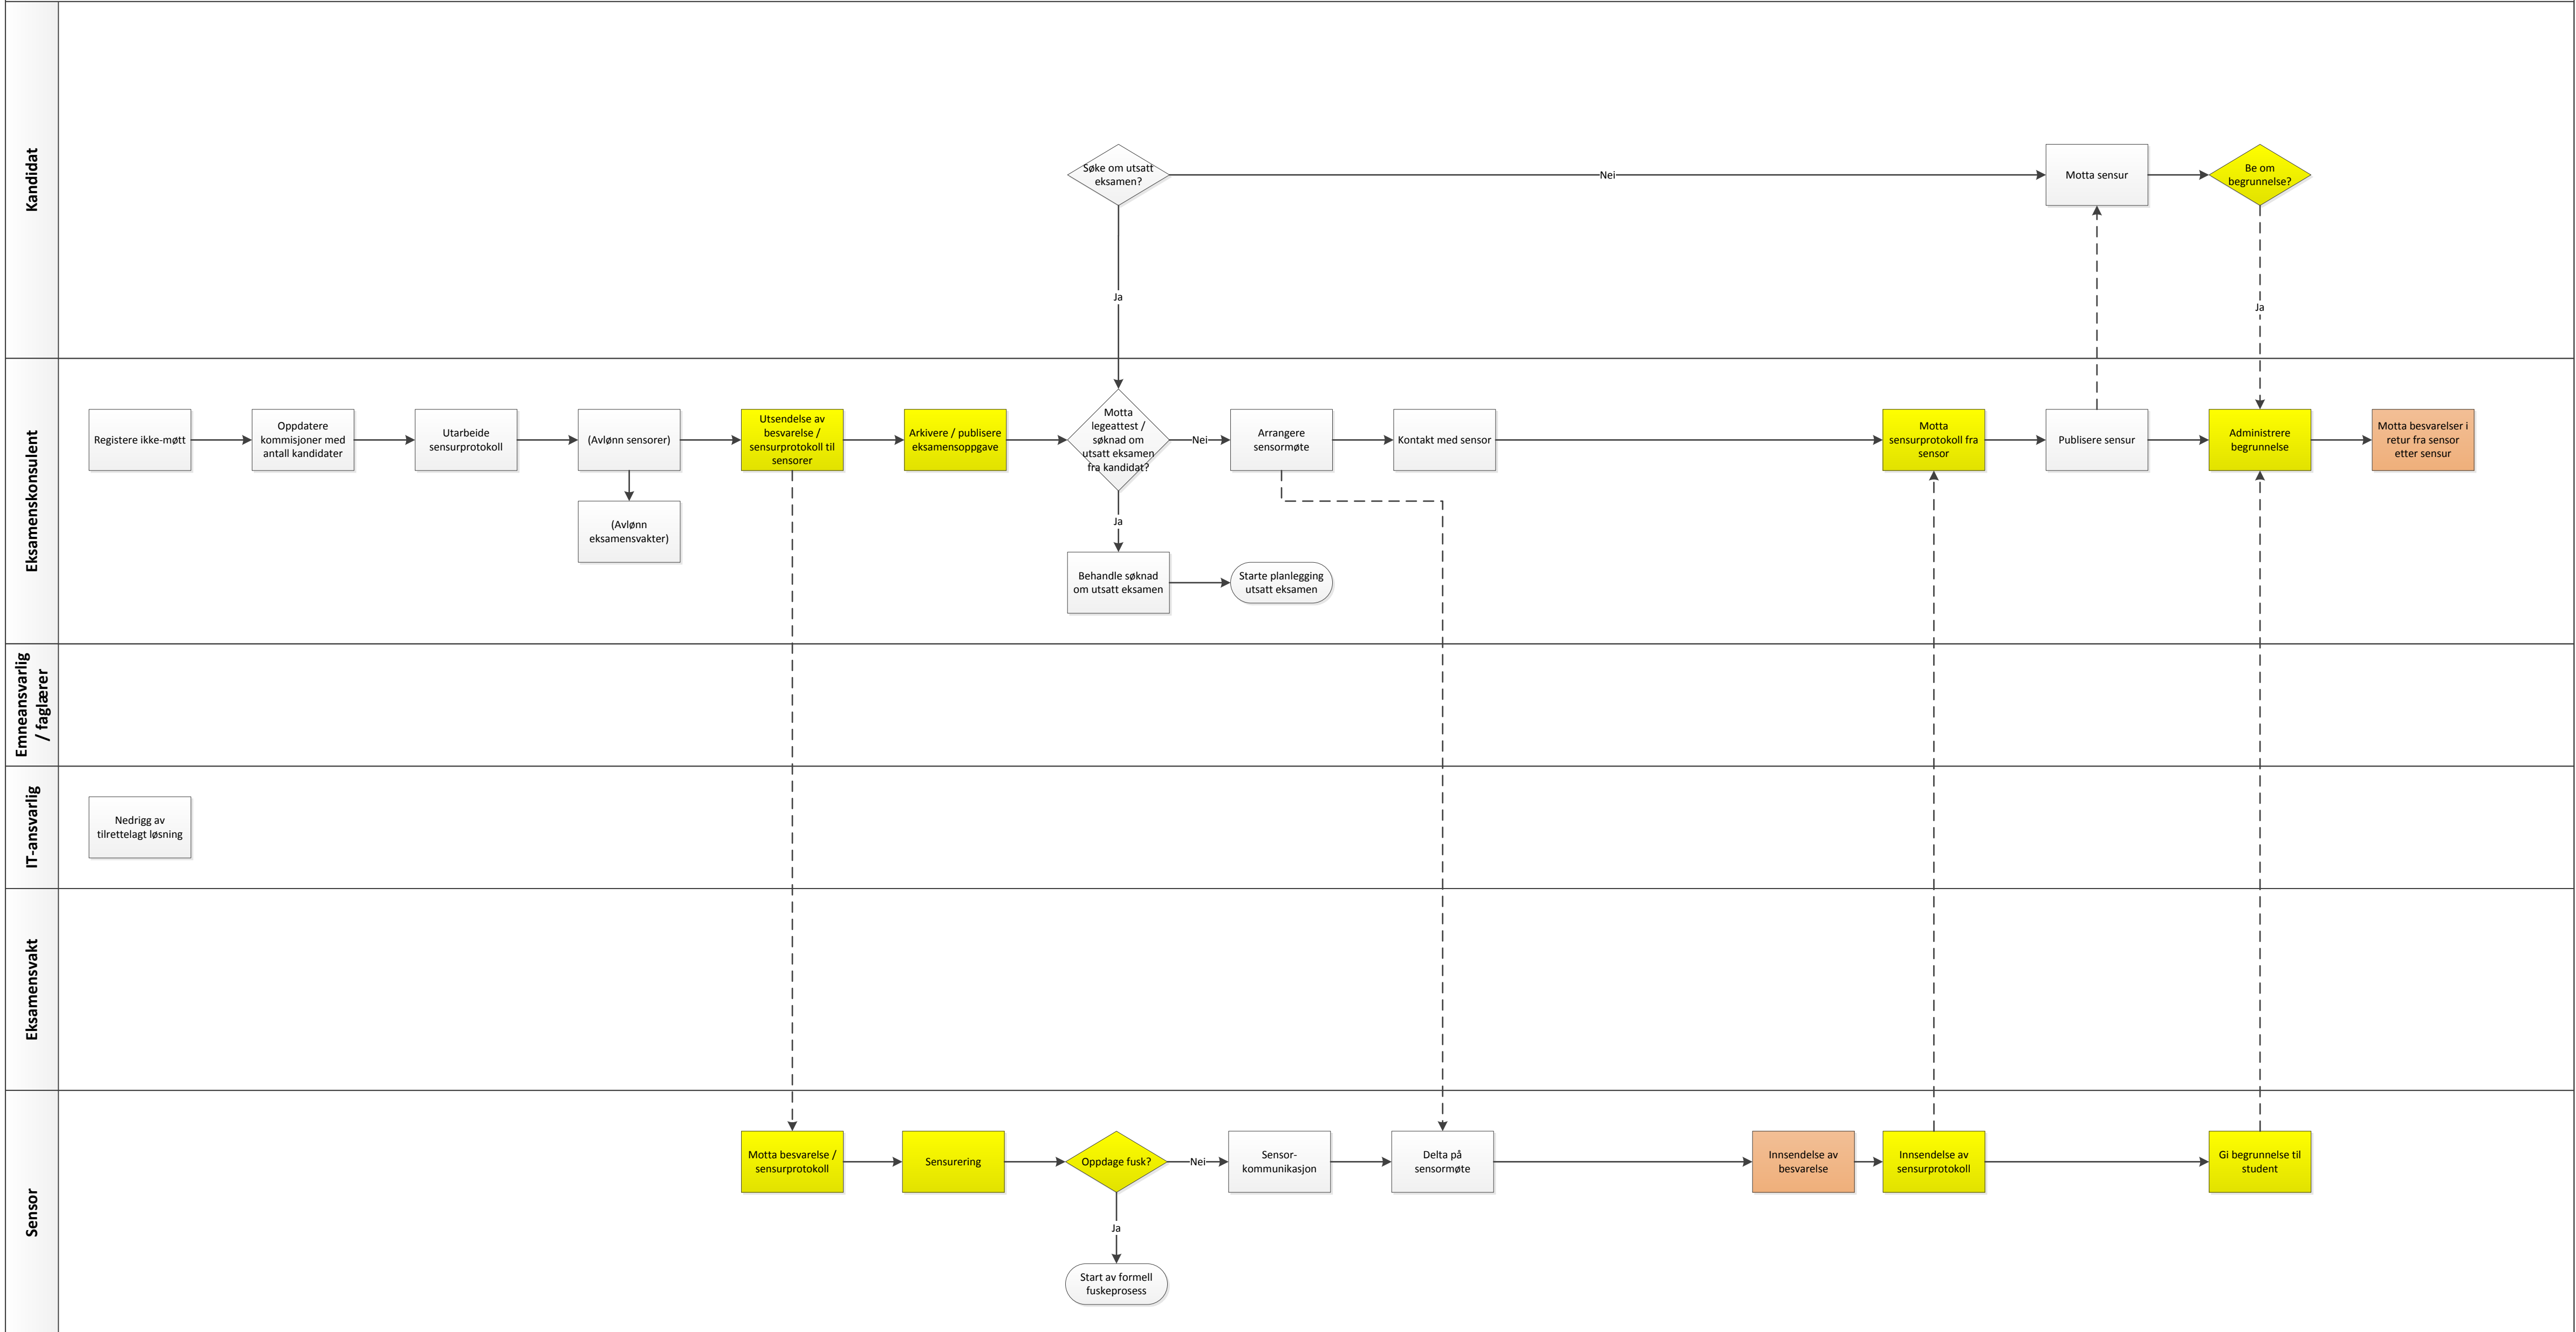 Kandidat
Søke om utsatt
eksamen?
Nei
Motta sensur
Be om
begrunnelse?
Ja
Ja
Eksamenskonsulent
Registere ikke-møtt
Oppdatere
kommisjoner med
antall kandidater
Utarbeide
sensurprotokoll
(Avlønn sensorer)
Utsendelse av
besvarelse /
sensurprotokoll til
sensorer
Arkivere / publisere
eksamensoppgave
Motta
legeattest /
søknad om
utsatt eksamen
fra kandidat?
Nei
Arrangere
sensormøte
Kontakt med sensor
Motta
sensurprotokoll fra
sensor
Publisere sensur
Administrere
begrunnelse
Motta besvarelser i
retur fra sensor
etter sensur
(Avlønn
eksamensvakter)
Ja
Behandle søknad
om utsatt eksamen
Starte planlegging
utsatt eksamen
Emneansvarlig
/ faglærer
IT-ansvarlig
Nedrigg av
tilrettelagt løsning
Eksamensvakt
Sensor
Motta besvarelse /
sensurprotokoll
Sensurering
Oppdage fusk?
Nei
Sensor-
kommunikasjon
Delta på
sensormøte
Innsendelse av
besvarelse
Innsendelse av
sensurprotokoll
Gi begrunnelse til
student
Ja
Start av formell
fuskeprosess